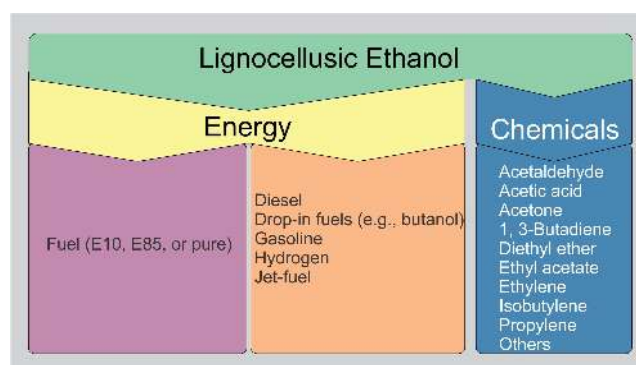 Lignocellusic Ethanol
Energy
Chemicals
Fuel (E10, E85, or pure)
Diesel
Drop-in fuels (e.g., butanol)
Gasoline
Hydrogen
Jet-fuel
Acetaldehyde
Acetic acid
Acetone
1, 3-Butadiene
Diethyl ether
Ethyl acetate
Ethylene
Isobutylene
Propylene
Others